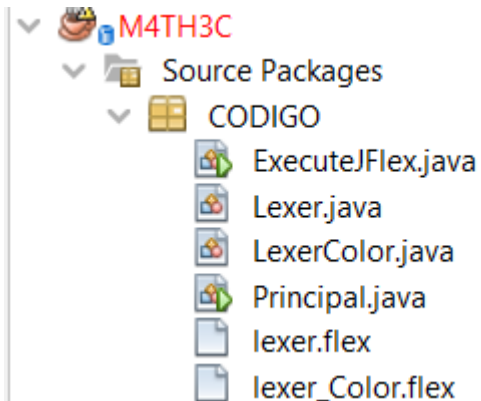 M4TH3C
Source Packages
CODIGO
ExecuteJFlex.java
Lexer.java
LexerColor.java
Principal.java
lexer.flex
lexer_Color.flex